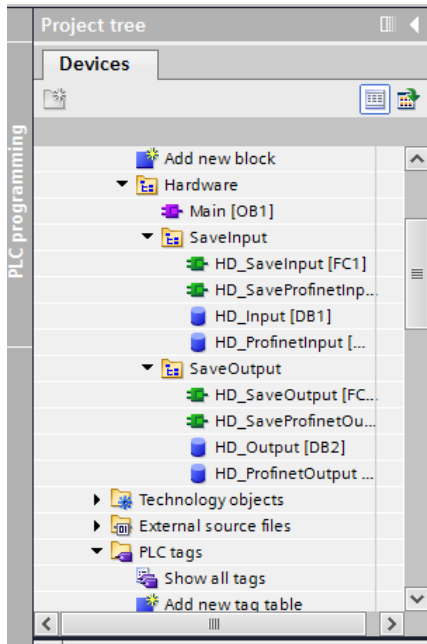 Project tree
Devices
PLC programming
Add new block
Hardware
Main [OB1]
SaveInput
HD_SaveInput [FC1]
HD_SaveProfinetInp...
HD_Input [DB1]
HD_ProfinetInput [...
SaveOutput
HD_SaveOutput [FC...
HD_SaveProfinetOu...
HD_Output [DB2]
HD_ProfinetOutput ...
Technology objects
External source files
PLC tags
Show all tags
Add new tag table